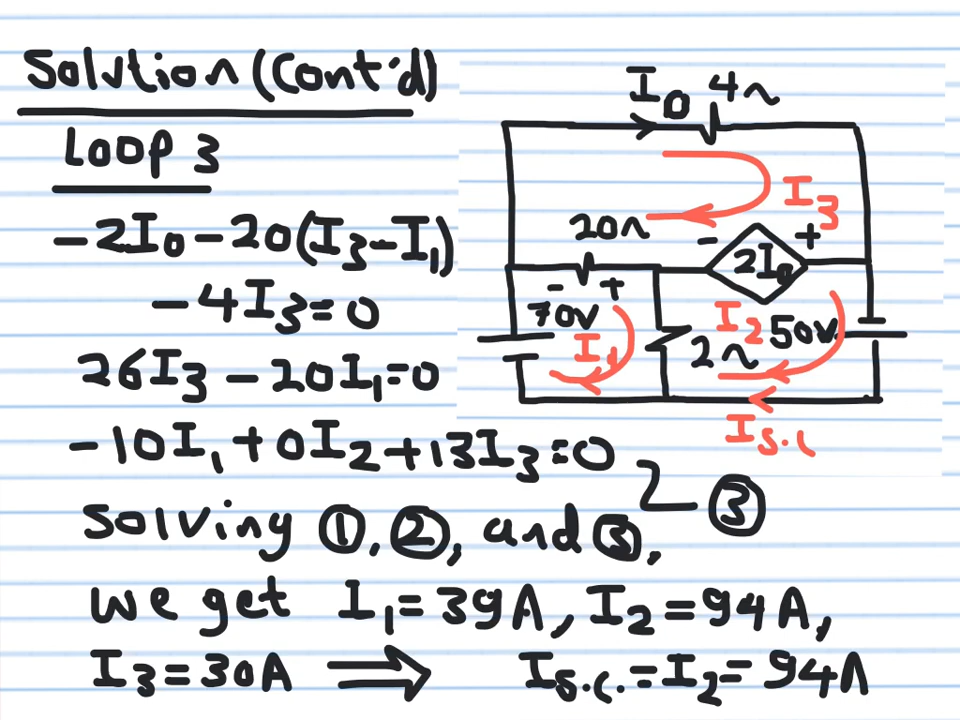 Solution (Cont'd)
Loop 3
-2I₀ -20(I₃-I₁)
-4I₃=0
26I₃ - 20I₁=0
-10I₁+0I₂+13I₃=0
③
Solving ①, ②, and ③,
we get I₁=39A, I₂=94A,
I₃=30A ⟹ I_s.c.=I₂=94A
I₀ 4Ω
I₃
20Ω - +
2I₀
- +
70V I₁
I₂ 50V
2Ω
I_s.c